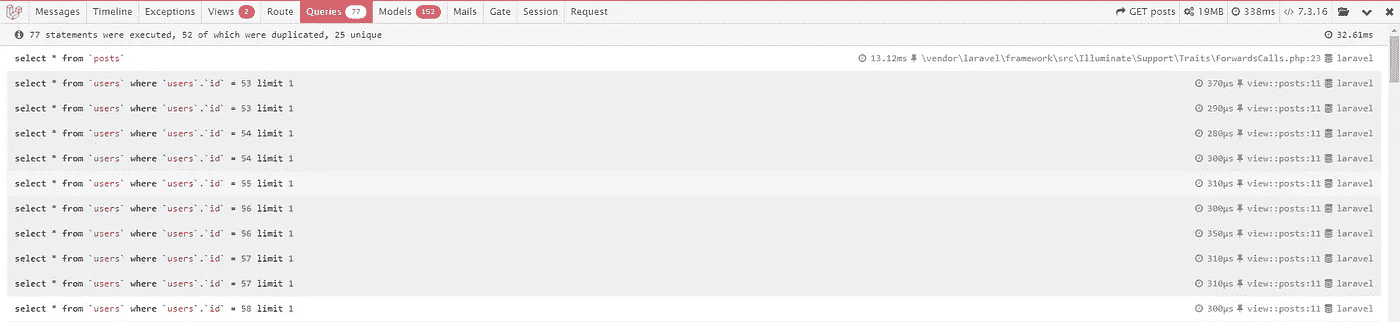 Messages Timeline Exceptions Views 2 Route Queries 77 Models 152 Mails Gate Session Request GET posts 19MB 338ms 7.3.16
77 statements were executed, 52 of which were duplicated, 25 unique 32.61ms
select * from `posts` 13.12ms \vendor\laravel\framework\src\Illuminate\Support\Traits\ForwardsCalls.php:23 laravel
select * from `users` where `users`.`id` = 53 limit 1 370μs view::posts:11 laravel
select * from `users` where `users`.`id` = 53 limit 1 290μs view::posts:11 laravel
select * from `users` where `users`.`id` = 54 limit 1 280μs view::posts:11 laravel
select * from `users` where `users`.`id` = 54 limit 1 300μs view::posts:11 laravel
select * from `users` where `users`.`id` = 55 limit 1 310μs view::posts:11 laravel
select * from `users` where `users`.`id` = 56 limit 1 300μs view::posts:11 laravel
select * from `users` where `users`.`id` = 56 limit 1 350μs view::posts:11 laravel
select * from `users` where `users`.`id` = 57 limit 1 310μs view::posts:11 laravel
select * from `users` where `users`.`id` = 57 limit 1 310μs view::posts:11 laravel
select * from `users` where `users`.`id` = 58 limit 1 300μs view::posts:11 laravel